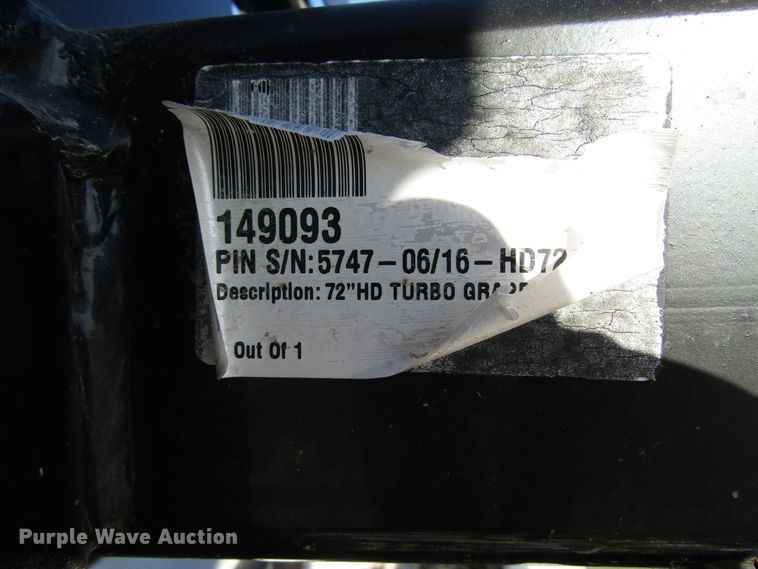 149093
PIN S/N:5747-06/16-HD72
Description: 72"HD TURBO
Out Of 1
Purple Wave Auction